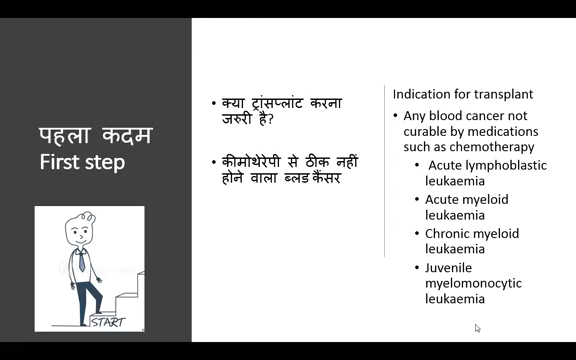 पहला कदम
First step
START
• क्या ट्रांसप्लांट करना
जरुरी है?
• कीमोथेरेपी से ठीक नहीं
होने वाला ब्लड कैंसर
Indication for transplant
• Any blood cancer not
curable by medications
such as chemotherapy
• Acute lymphoblastic
leukaemia
• Acute myeloid
leukaemia
• Chronic myeloid
leukaemia
• Juvenile
myelomonocytic
leukaemia